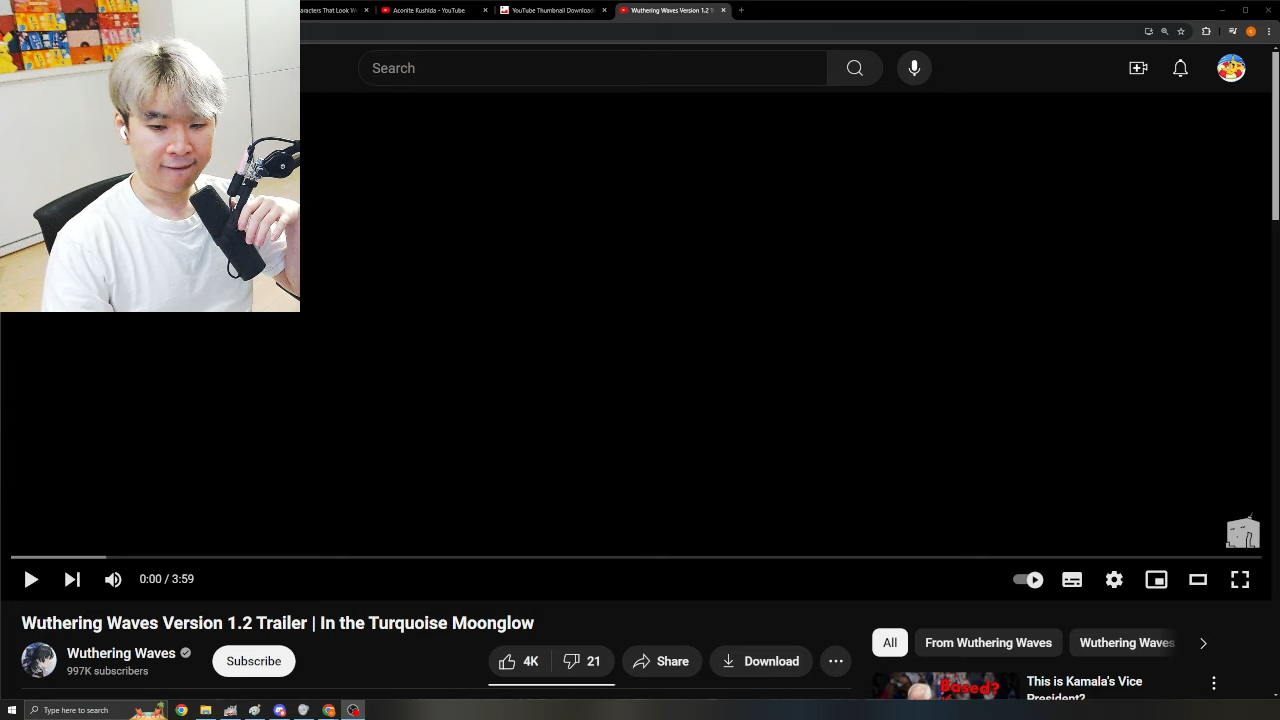 aracters That Look W
Aconite Kushida - YouTube
YouTube Thumbnail Download
Wuthering Waves Version 1.2 T
Search
0:00 / 3:59
Wuthering Waves Version 1.2 Trailer | In the Turquoise Moonglow
Wuthering Waves
997K subscribers
Subscribe
4K
21
Share
Download
All
From Wuthering Waves
Wuthering Waves
Based?
This is Kamala's Vice
President?
Type here to search